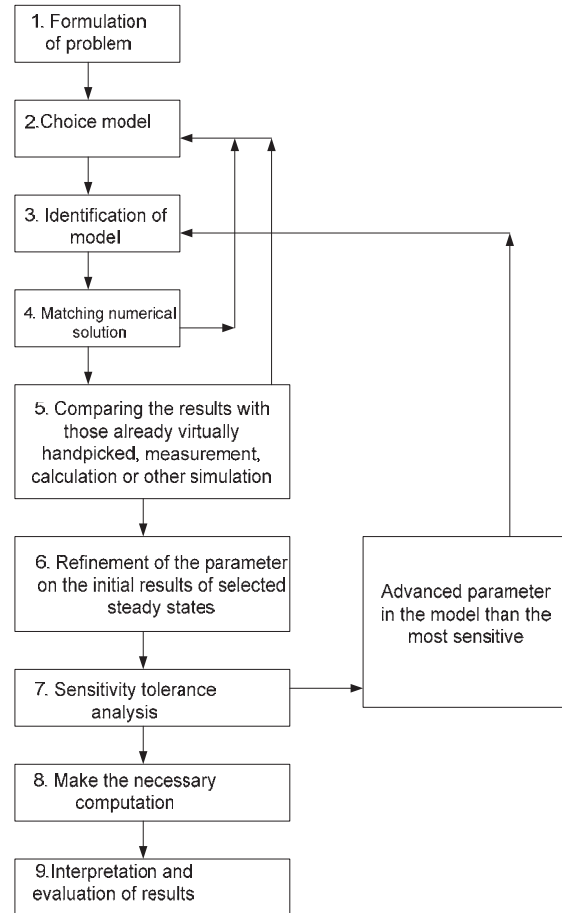 1. Formulation
of problem
2.Choice model
3. Identification of
model
4. Matching numerical
solution
5. Comparing the results with
those already virtually
handpicked, measurement,
calculation or other simulation
6. Refinement of the parameter
on the initial results of selected
steady states
Advanced parameter
in the model than the
most sensitive
7. Sensitivity tolerance
analysis
8. Make the necessary
computation
9.Interpretation and
evaluation of results